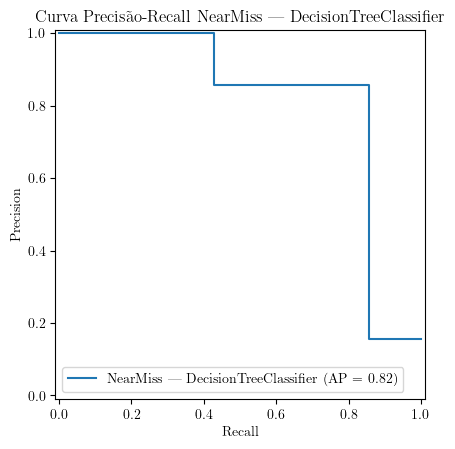 Curva Precisão-Recall NearMiss — DecisionTreeClassifier
1.0
0.8
0.6
0.4
0.2
0.0
Precision
NearMiss — DecisionTreeClassifier (AP = 0.82)
0.0 0.2 0.4 0.6 0.8 1.0
Recall